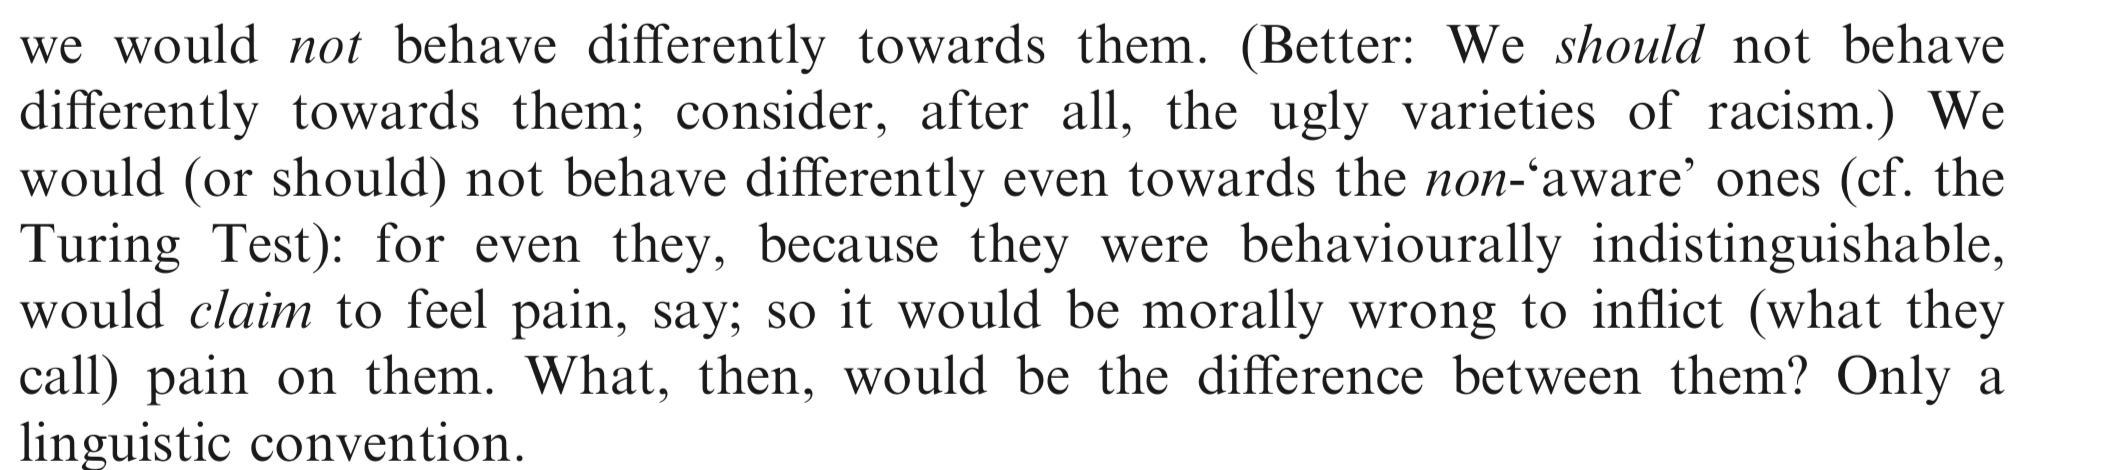 we would not behave differently towards them. (Better: We should not behave
differently towards them; consider, after all, the ugly varieties of racism.) We
would (or should) not behave differently even towards the non-‘aware’ ones (cf. the
Turing Test): for even they, because they were behaviourally indistinguishable,
would claim to feel pain, say; so it would be morally wrong to inflict (what they
call) pain on them. What, then, would be the difference between them? Only a
linguistic convention.